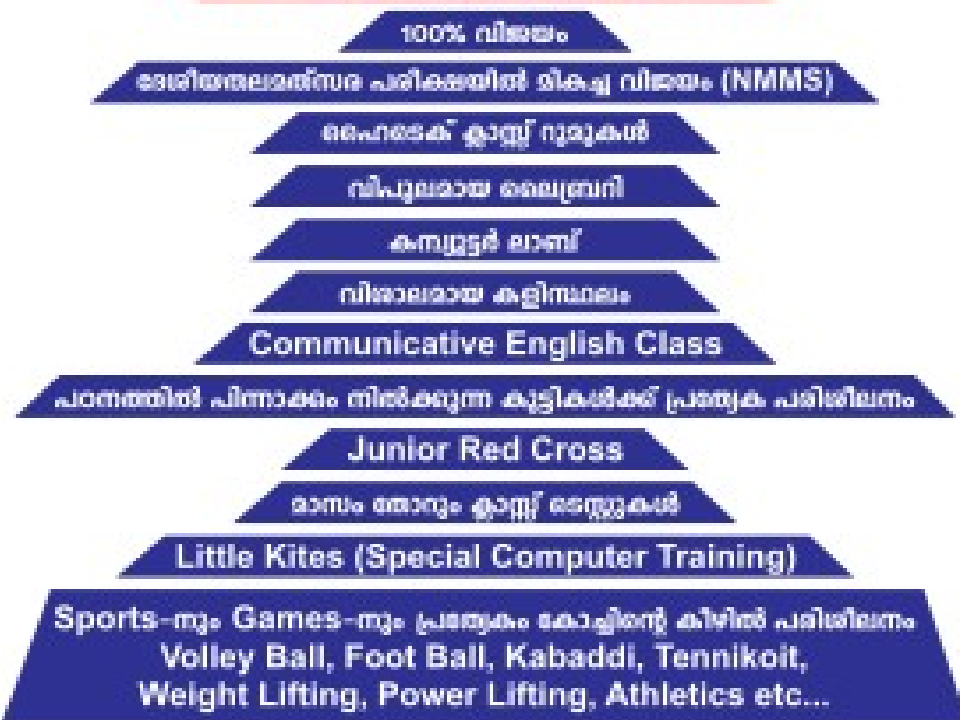 100% വിജയം
ദേശീയതലമത്സര പരീക്ഷയിൽ മികച്ച വിജയം (NMMS)
ഹൈടെക് ക്ലാസ്സ് റൂമുകൾ
വിപുലമായ ലൈബ്രറി
കമ്പ്യൂട്ടർ ലാബ്
വിശാലമായ കളിസ്ഥലം
Communicative English Class
പഠനത്തിൽ പിന്നാക്കം നിൽക്കുന്ന കുട്ടികൾക്ക് പ്രത്യേക പരിശീലനം
Junior Red Cross
മാസം തോറും ക്ലാസ്സ് ടെസ്റ്റുകൾ
Little Kites (Special Computer Training)
Sports-നും Games-നും പ്രത്യേകം കോച്ചിന്റെ കീഴിൽ പരിശീലനം
Volley Ball, Foot Ball, Kabaddi, Tennikoit,
Weight Lifting, Power Lifting, Athletics etc...